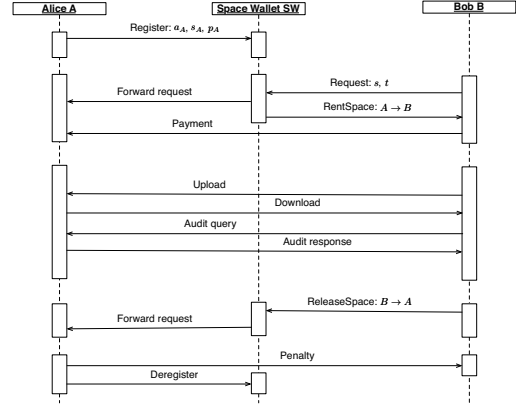 Alice A
Space Wallet SW
Bob B
Register: a_A, s_A, p_A
Request: s, t
Forward request
RentSpace: A → B
Payment
Upload
Download
Audit query
Audit response
ReleaseSpace: B → A
Forward request
Penalty
Deregister